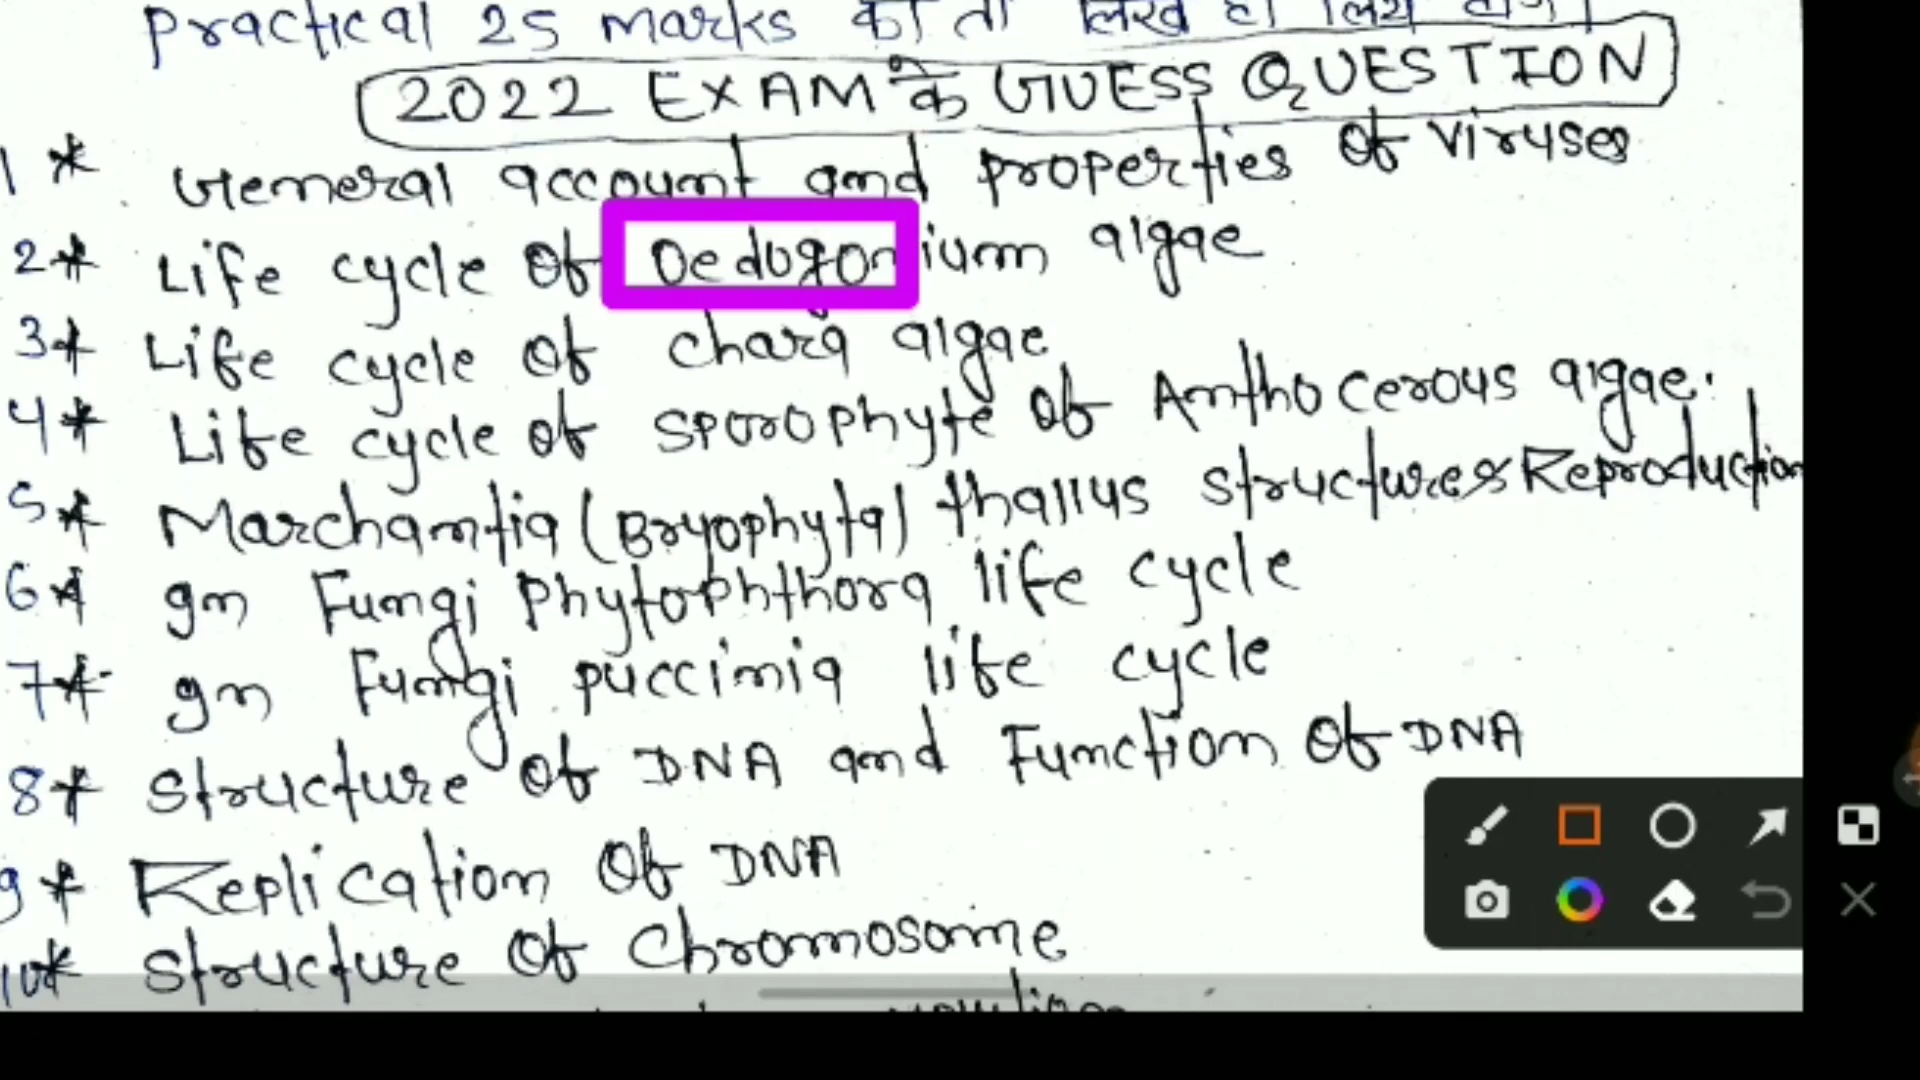 Practical 25 marks का तो लिख ही लिये होंगे।
2022 EXAM के GUESS QUESTION
1* General account and properties of viruses
2* Life cycle of Oedogonium algae
3* Life cycle of chara algae
4* Life cycle of sporophyte of Anthocerous algae.
5* Marchantia (Bryophyta) thallus structure & Reproduction
6* In Fungi Phytophthora life cycle
7* In Fungi puccinia life cycle
8* Structure of DNA and Function of DNA
9* Replication of DNA
10* Structure of Chromosome